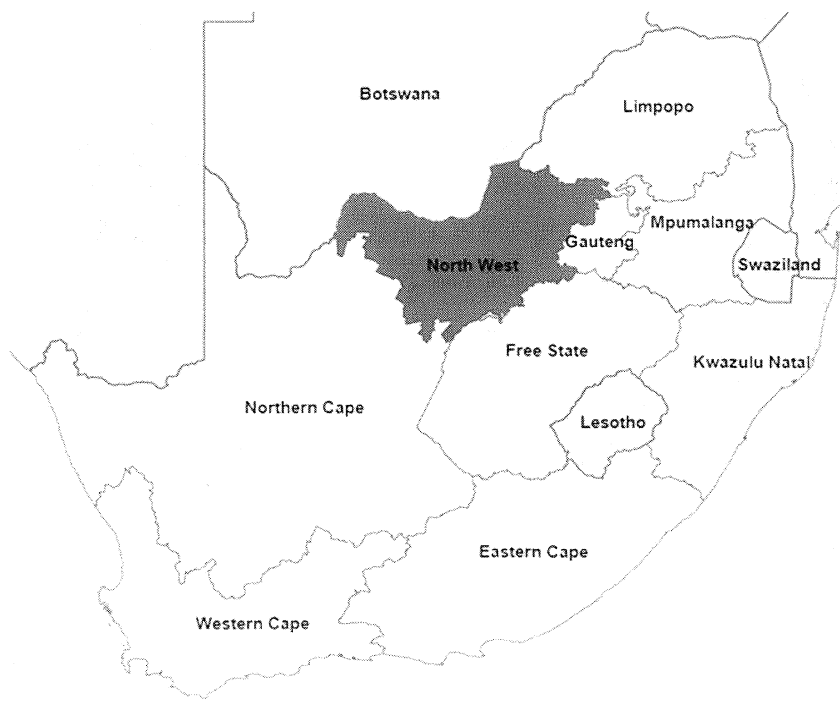 Botswana
Limpopo
Mpumalanga
Gauteng
North West
Swaziland
Free State
Kwazulu Natal
Northern Cape
Lesotho
Eastern Cape
Western Cape